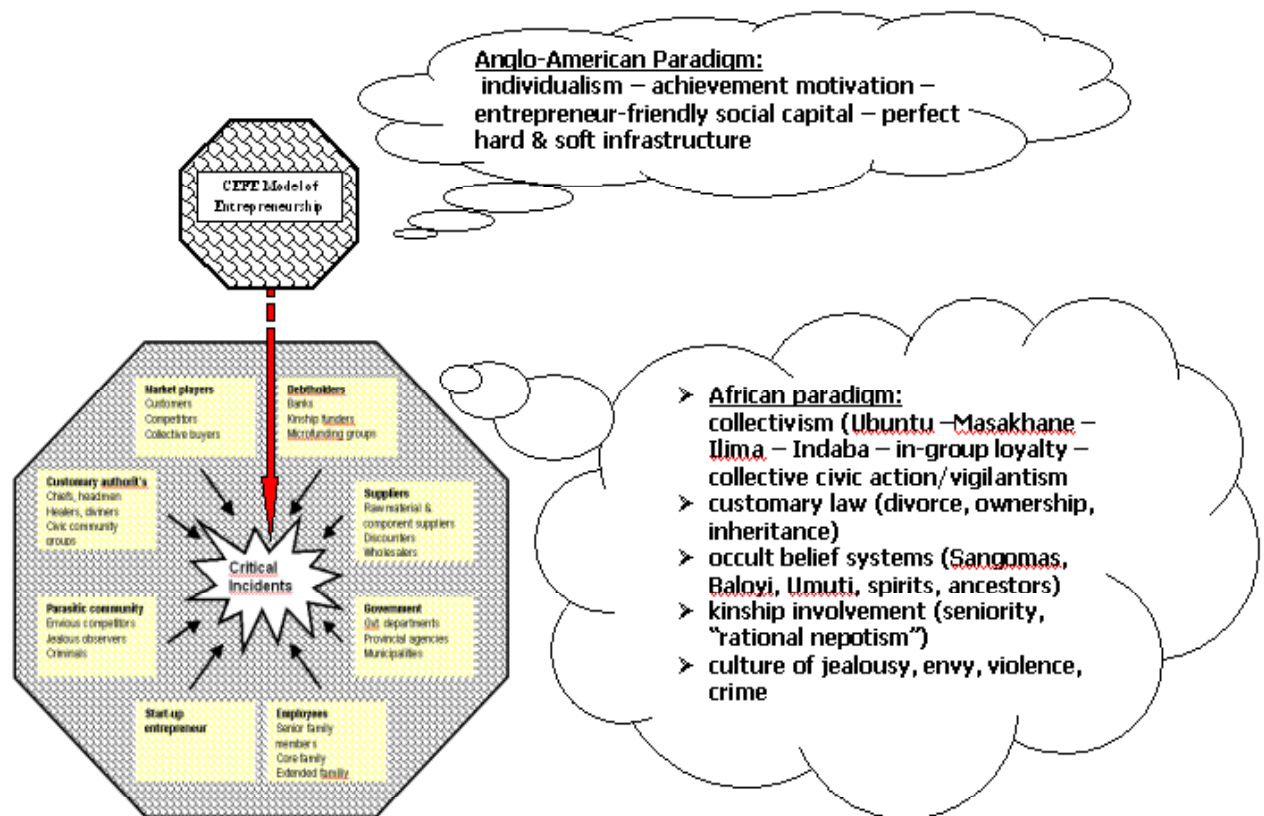 Anglo-American Paradigm:
individualism – achievement motivation –
entrepreneur-friendly social capital – perfect
hard & soft infrastructure
CEFE Model of
Entrepreneurship
Market players
Customers
Competitors
Collective buyers
Debtholders
Banks
Kinship funders
Microfunding groups
Customary authorit's
Chiefs, headmen
Healers, diviners
Civic community
groups
Suppliers
Raw material &
component suppliers
Discounters
Wholesalers
Critical
Incidents
Parasitic community
Envious competitors
Jealous observers
Criminals
Government
Gvt. departments
Provincial agencies
Municipalities
Start-up
entrepreneur
Employees
Senior family
members
Core family
Extended family
➢ African paradigm:
collectivism (Ubuntu –Masakhane –
Ilima – Indaba – in-group loyalty –
collective civic action/vigilantism
➢ customary law (divorce, ownership,
inheritance)
➢ occult belief systems (Sangomas,
Baloyi, Umuti, spirits, ancestors)
➢ kinship involvement (seniority,
"rational nepotism")
➢ culture of jealousy, envy, violence,
crime